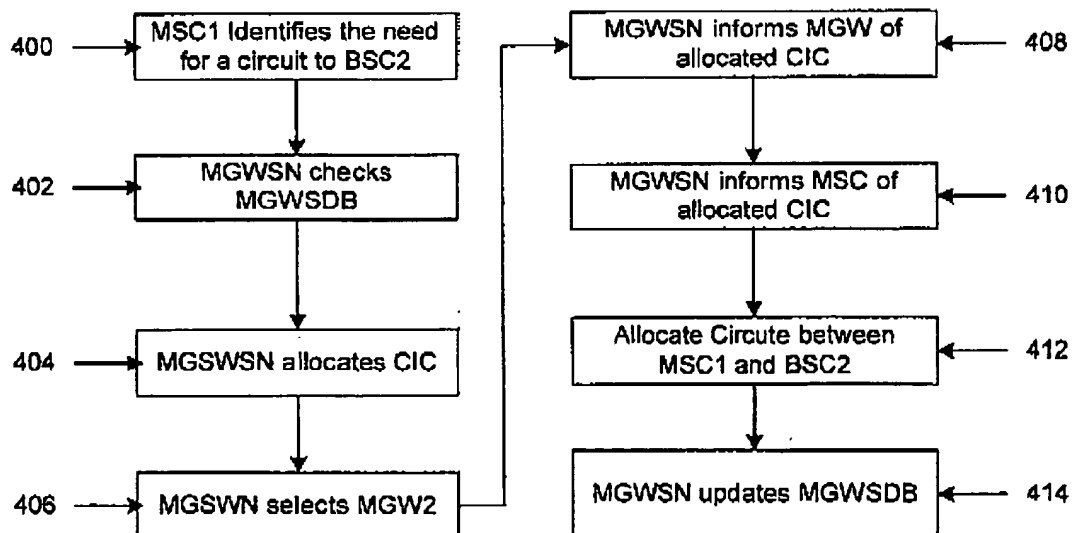 400
MSC1 Identifies the need
for a circuit to BSC2
402
MGWSN checks
MGWSDB
404
MGSWSN allocates CIC
406
MGSWN selects MGW2
MGWSN informs MGW of
allocated CIC
408
MGWSN informs MSC of
allocated CIC
410
Allocate Circute between
MSC1 and BSC2
412
MGWSN updates MGWSDB
414